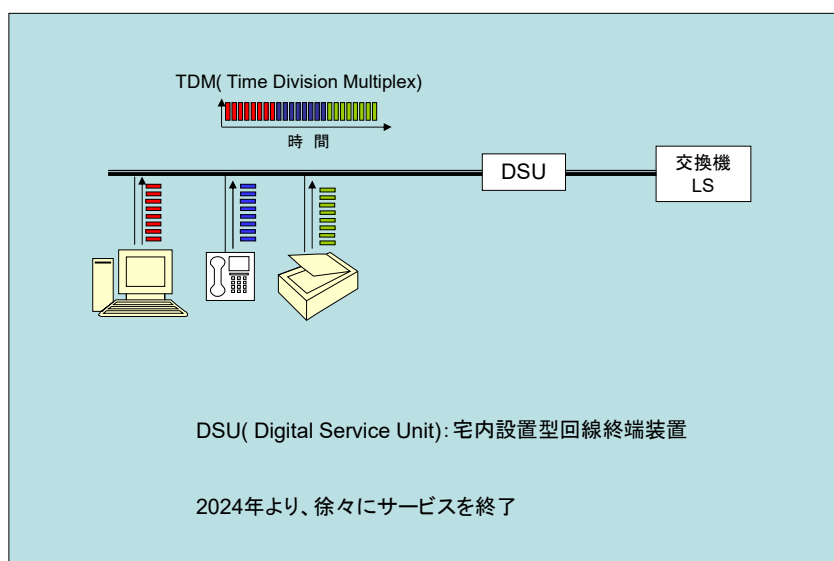 TDM( Time Division Multiplex)
時 間
DSU
交換機
LS
DSU( Digital Service Unit):宅内設置型回線終端装置
2024年より、徐々にサービスを終了